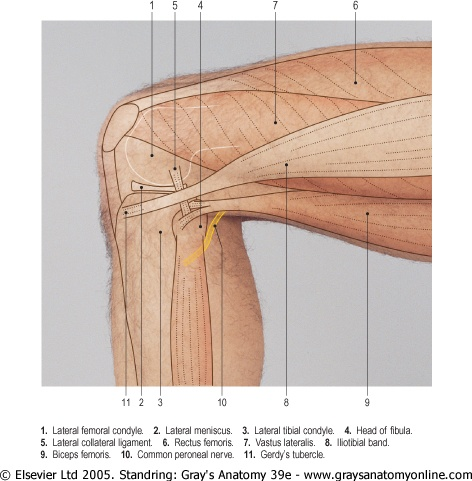 1 5 4 7 6
11 2 3 10 8 9
1. Lateral femoral condyle. 2. Lateral meniscus. 3. Lateral tibial condyle. 4. Head of fibula.
5. Lateral collateral ligament. 6. Rectus femoris. 7. Vastus lateralis. 8. Iliotibial band.
9. Biceps femoris. 10. Common peroneal nerve. 11. Gerdy's tubercle.
© Elsevier Ltd 2005. Standring: Gray's Anatomy 39e - www.graysanatomyonline.com